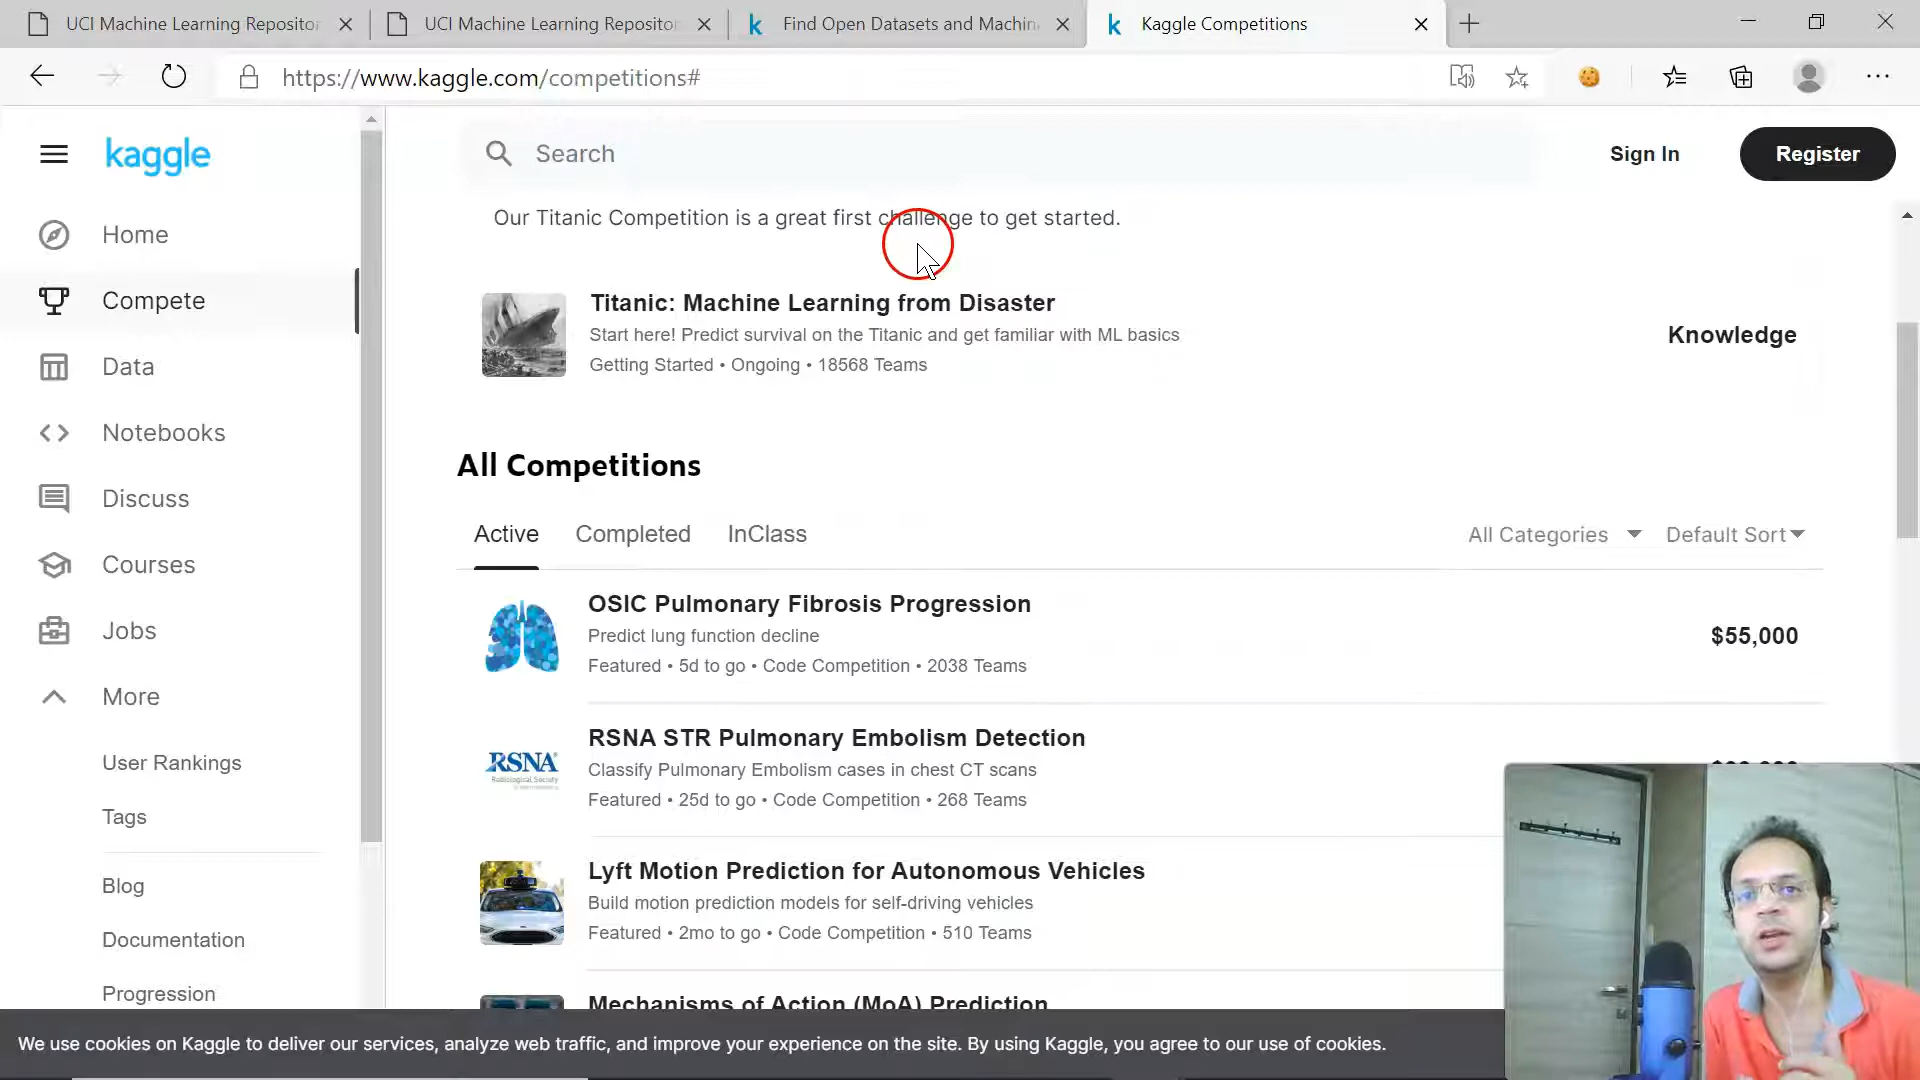 UCI Machine Learning Repositor
UCI Machine Learning Repositor
k Find Open Datasets and Machin
k Kaggle Competitions
https://www.kaggle.com/competitions#
kaggle
Search
Sign In
Register
Home
Compete
Data
Notebooks
Discuss
Courses
Jobs
More
User Rankings
Tags
Blog
Documentation
Progression
Our Titanic Competition is a great first challenge to get started.
Titanic: Machine Learning from Disaster
Start here! Predict survival on the Titanic and get familiar with ML basics
Getting Started • Ongoing • 18568 Teams
Knowledge
All Competitions
Active Completed InClass
All Categories Default Sort
OSIC Pulmonary Fibrosis Progression
Predict lung function decline
Featured • 5d to go • Code Competition • 2038 Teams
$55,000
RSNA
Radiological Society
RSNA STR Pulmonary Embolism Detection
Classify Pulmonary Embolism cases in chest CT scans
Featured • 25d to go • Code Competition • 268 Teams
Lyft Motion Prediction for Autonomous Vehicles
Build motion prediction models for self-driving vehicles
Featured • 2mo to go • Code Competition • 510 Teams
Mechanisms of Action (MoA) Prediction
We use cookies on Kaggle to deliver our services, analyze web traffic, and improve your experience on the site. By using Kaggle, you agree to our use of cookies.